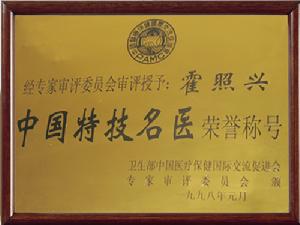 PAMC
经专家审评委员会审评授予：霍照兴
中国特技名医荣誉称号
卫生部中国医疗保健国际交流促进会
专家审评委员会 颁
一九九八年元月